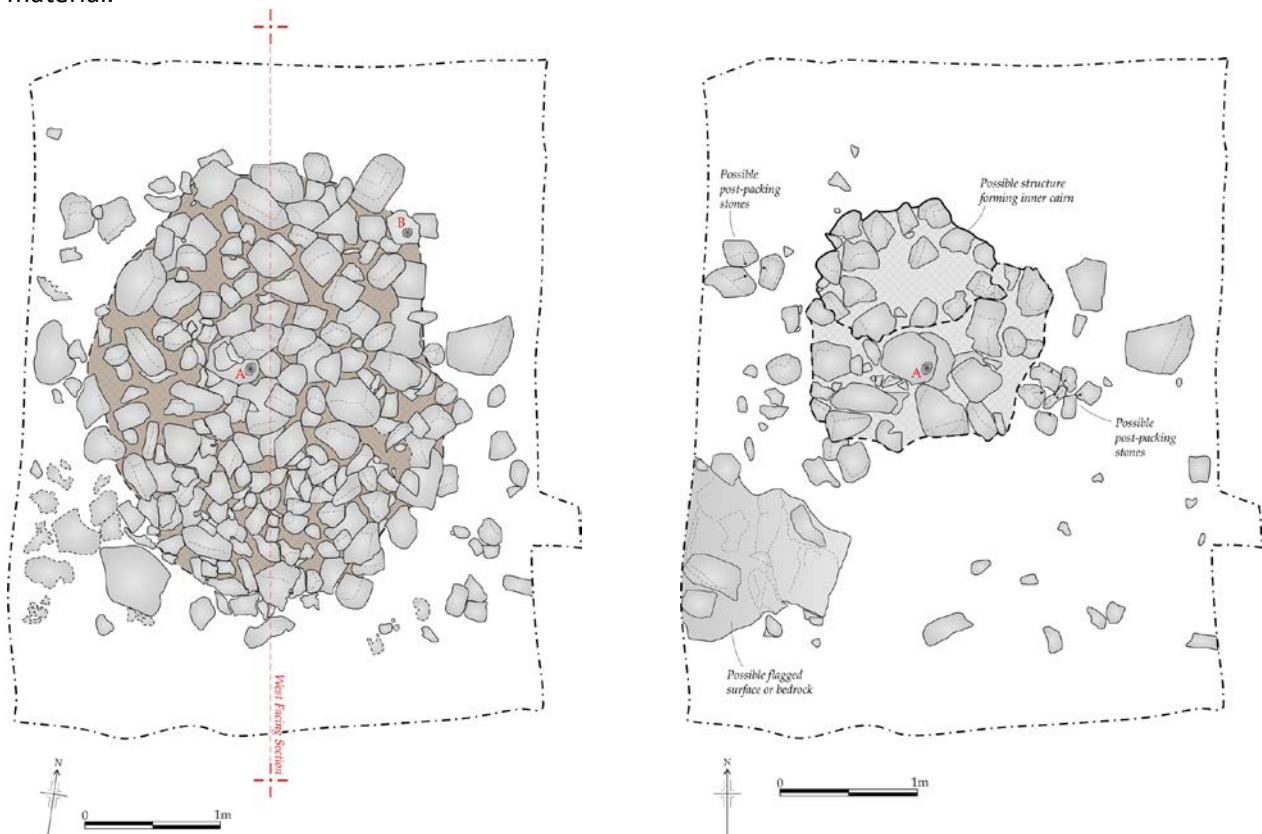 material.
B
A
West Facing Section
N
0 1m
Possible
post-packing
stones
Possible structure
forming inner cairn
A
Possible
post-packing
stones
Possible flagged
surface or bedrock
N
0 1m